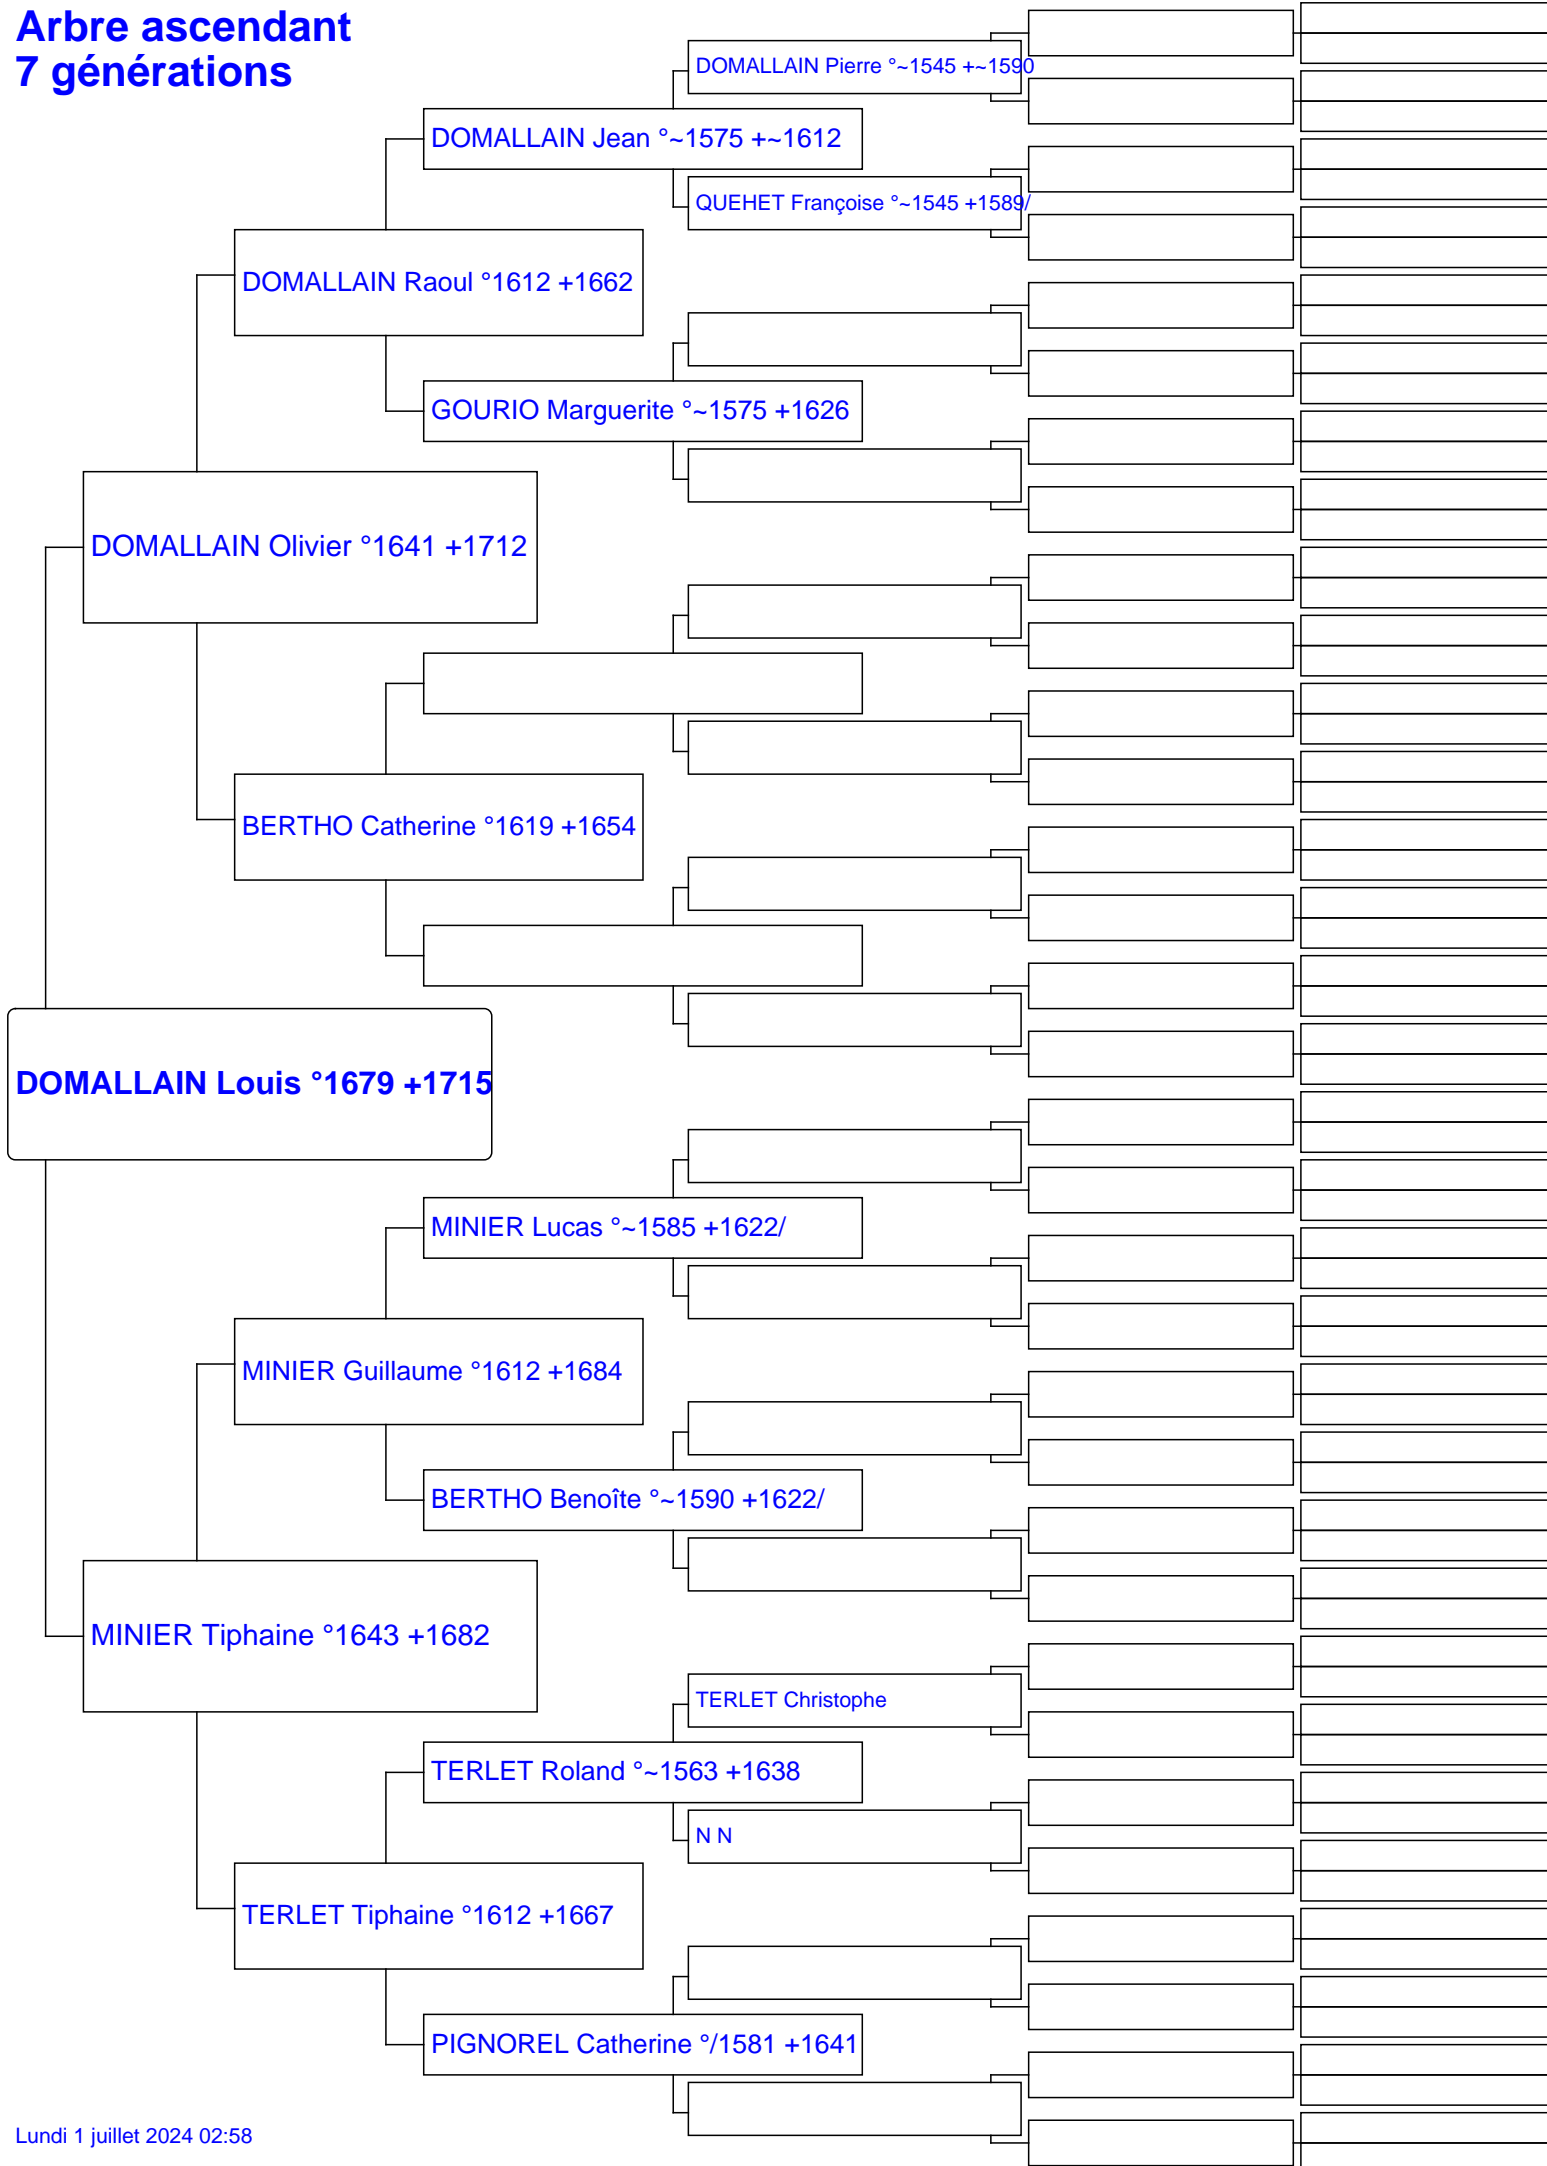 Arbre ascendant
7 générations
DOMALLAIN Pierre °~1545 +~1590
DOMALLAIN Jean °~1575 +~1612
QUEHET Françoise °~1545 +1589/
DOMALLAIN Raoul °1612 +1662
GOURIO Marguerite °~1575 +1626
DOMALLAIN Olivier °1641 +1712
BERTHO Catherine °1619 +1654
DOMALLAIN Louis °1679 +1715
MINIER Lucas °~1585 +1622/
MINIER Guillaume °1612 +1684
BERTHO Benoîte °~1590 +1622/
MINIER Tiphaine °1643 +1682
TERLET Christophe
TERLET Roland °~1563 +1638
N N
TERLET Tiphaine °1612 +1667
PIGNOREL Catherine °/1581 +1641
Lundi 1 juillet 2024 02:58